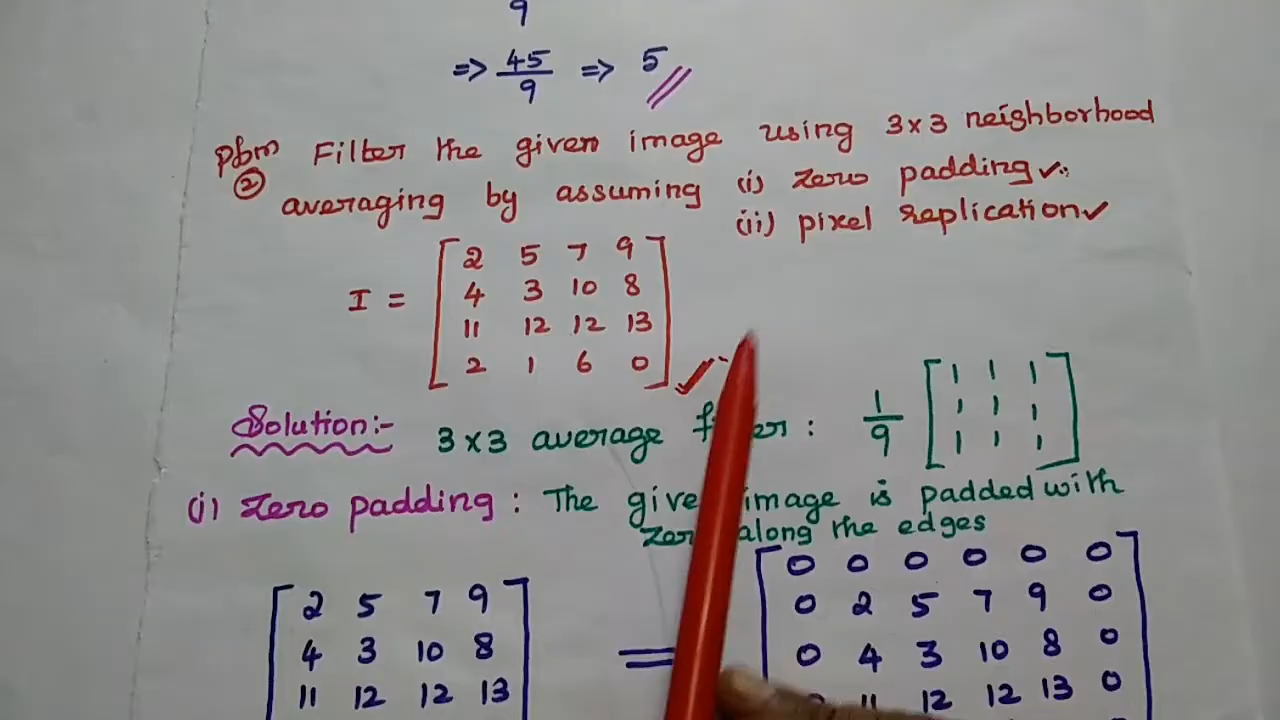 9
=> 45/9 => 5
Pbm Filter the given image using 3x3 neighborhood
② averaging by assuming (i) zero padding
(ii) pixel replication
I = [ 2 5 7 9
4 3 10 8
11 12 12 13
2 1 6 0 ]
Solution:- 3x3 average : 1/9 [ 1 1 1
1 1 1
1 1 1 ]
(i) zero padding : The image is padded with
along the edges
[ 2 5 7 9 ] = [ 0 0 0 0 0 0
0 2 5 7 9 0
4 3 10 8 0 4 3 10 8 0
11 12 12 13 12 12 13 0